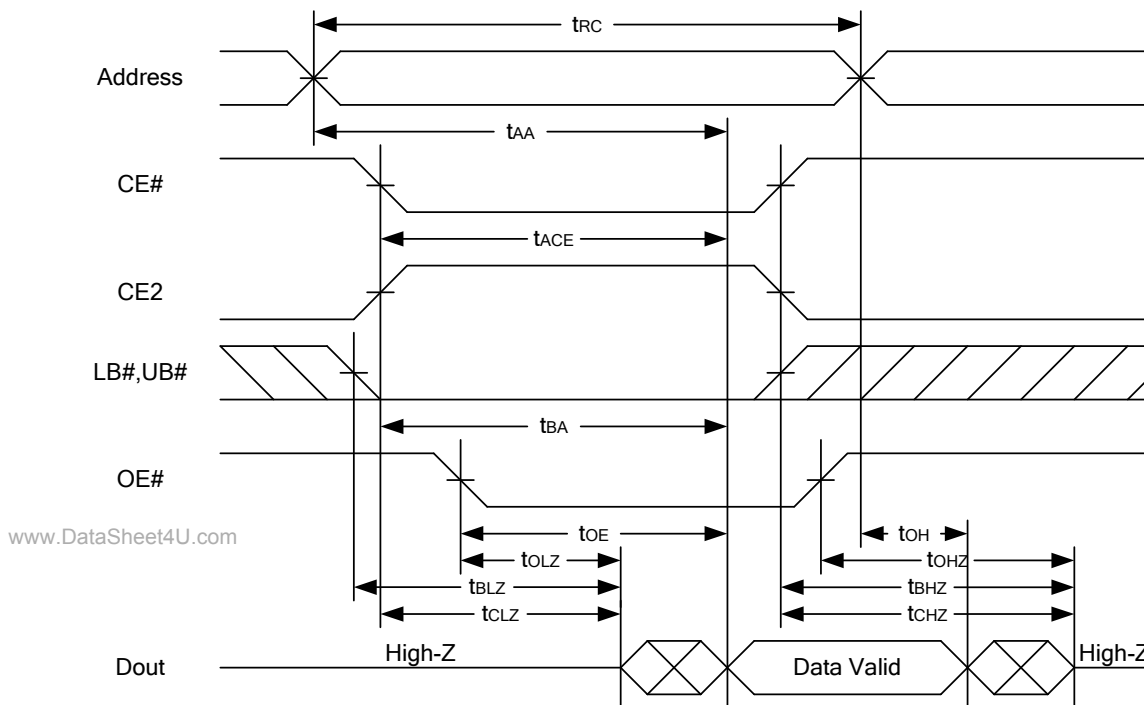 tRC
Address
tAA
CE#
tACE
CE2
LB#,UB#
tBA
OE#
www.DataSheet4U.com
tOE
tOH
tOLZ
tOHZ
tBLZ
tBHZ
tCLZ
tCHZ
Dout
High-Z
Data Valid
High-Z